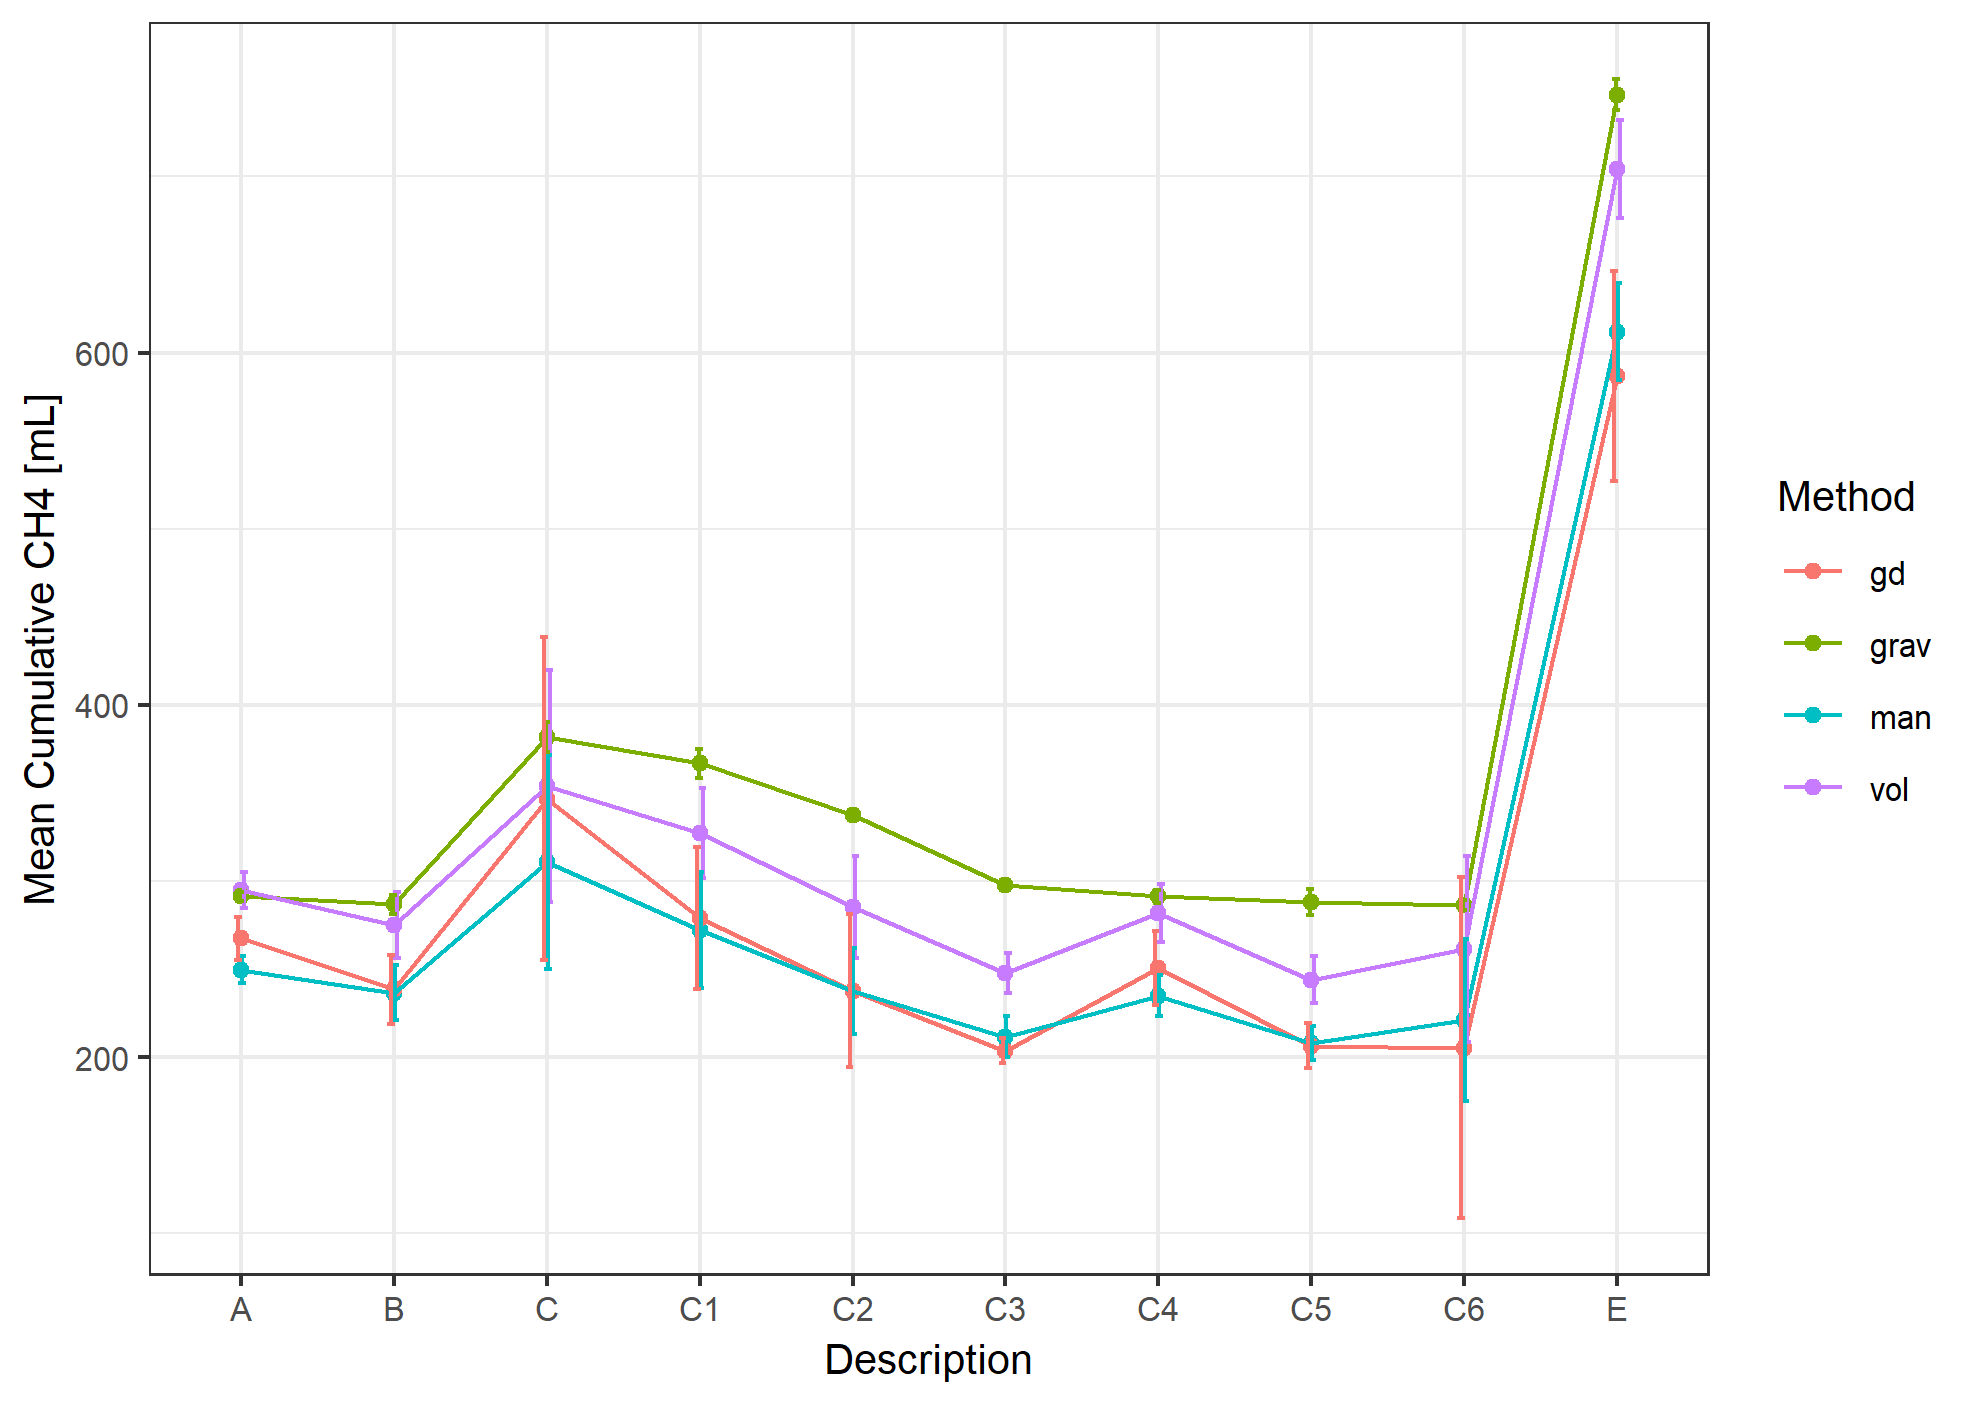 Mean Cumulative CH4 [mL]
600
400
200
A B C C1 C2 C3 C4 C5 C6 E
Description
Method
gd
grav
man
vol